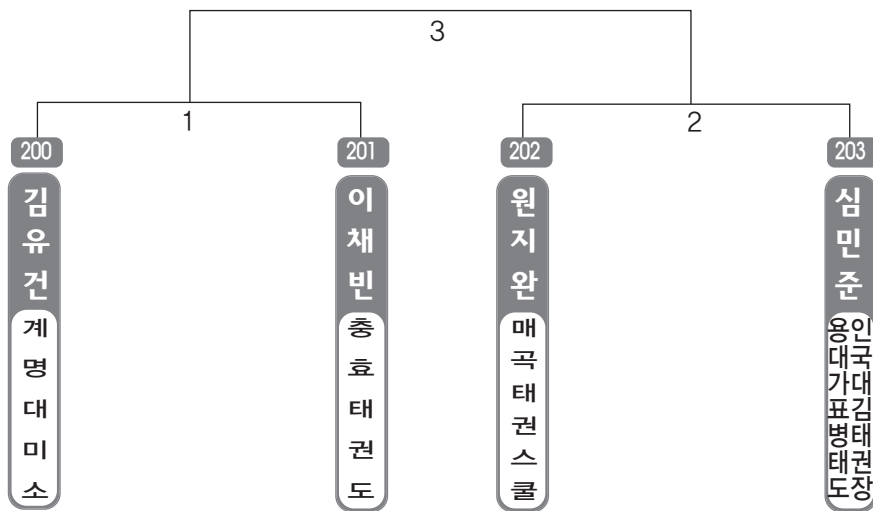 3
1
2
200
201
202
203
김유건
이채빈
원지완
심민준
계명대미소
충효태권도
매곡태권스쿨
용인대국가대표김병태태권도장